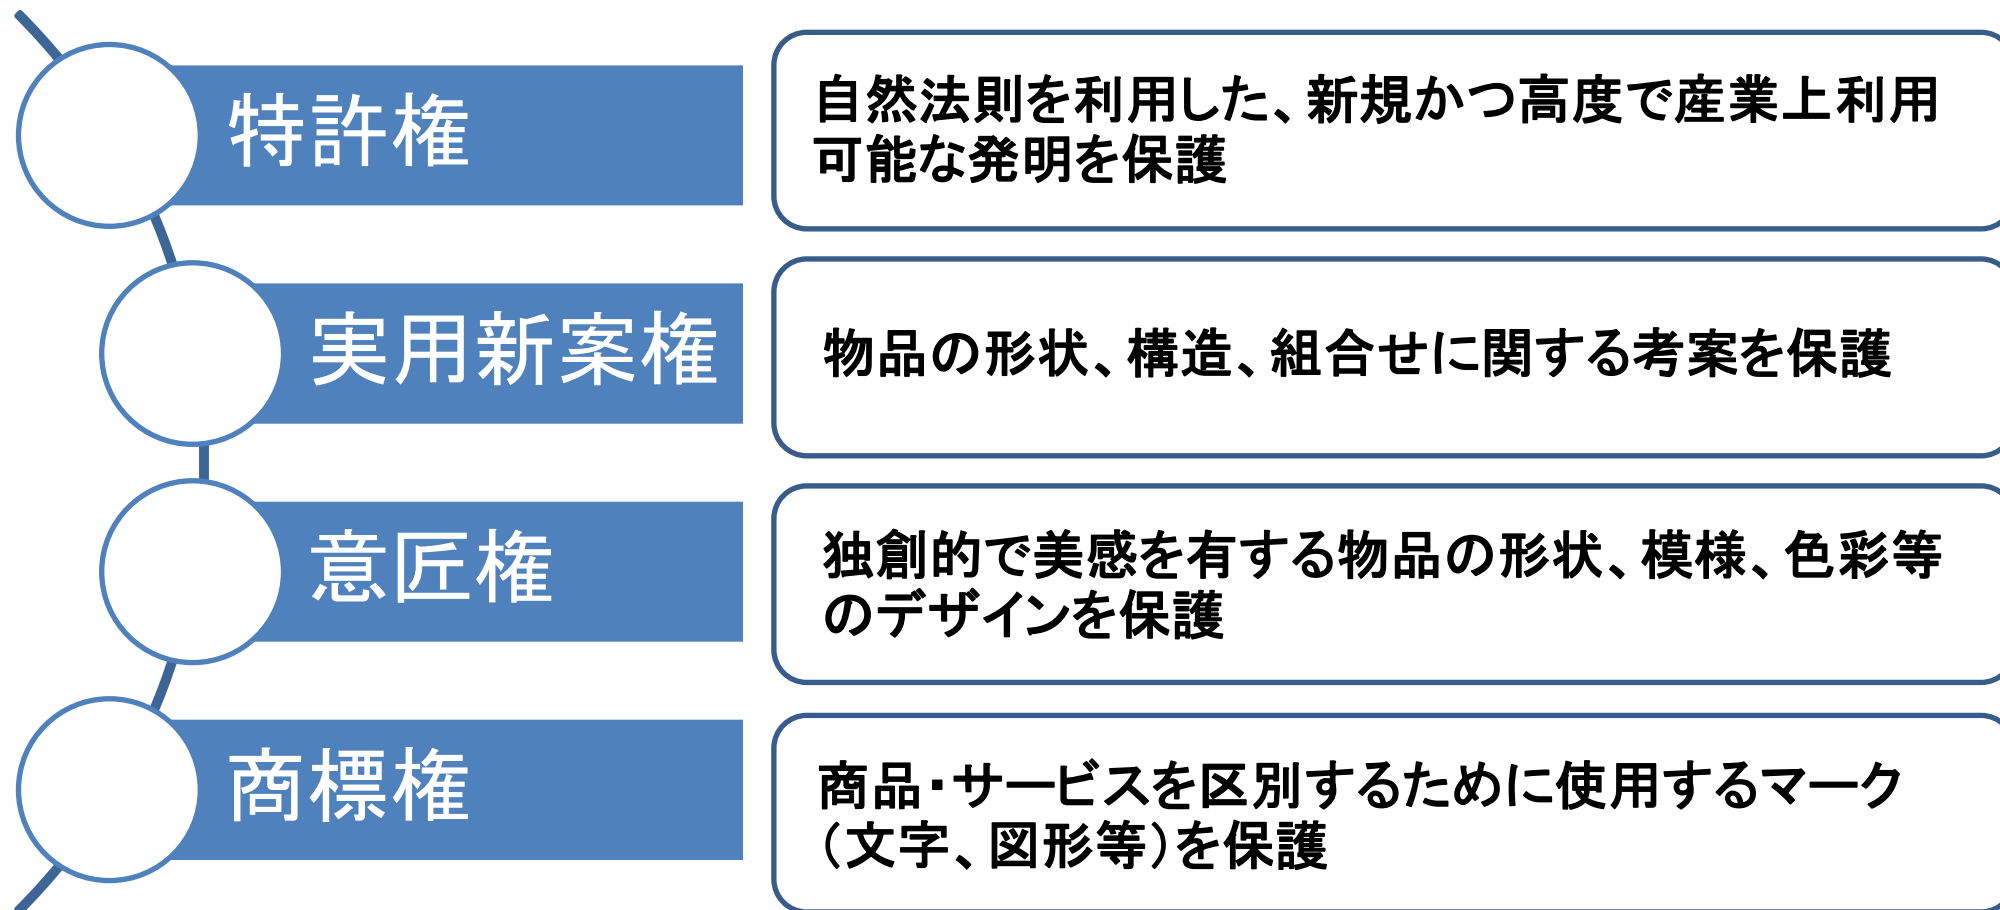 特許権
自然法則を利用した、新規かつ高度で産業上利用
可能な発明を保護
実用新案権
物品の形状、構造、組合せに関する考案を保護
意匠権
独創的で美感を有する物品の形状、模様、色彩等
のデザインを保護
商標権
商品・サービスを区別するために使用するマーク
（文字、図形等）を保護